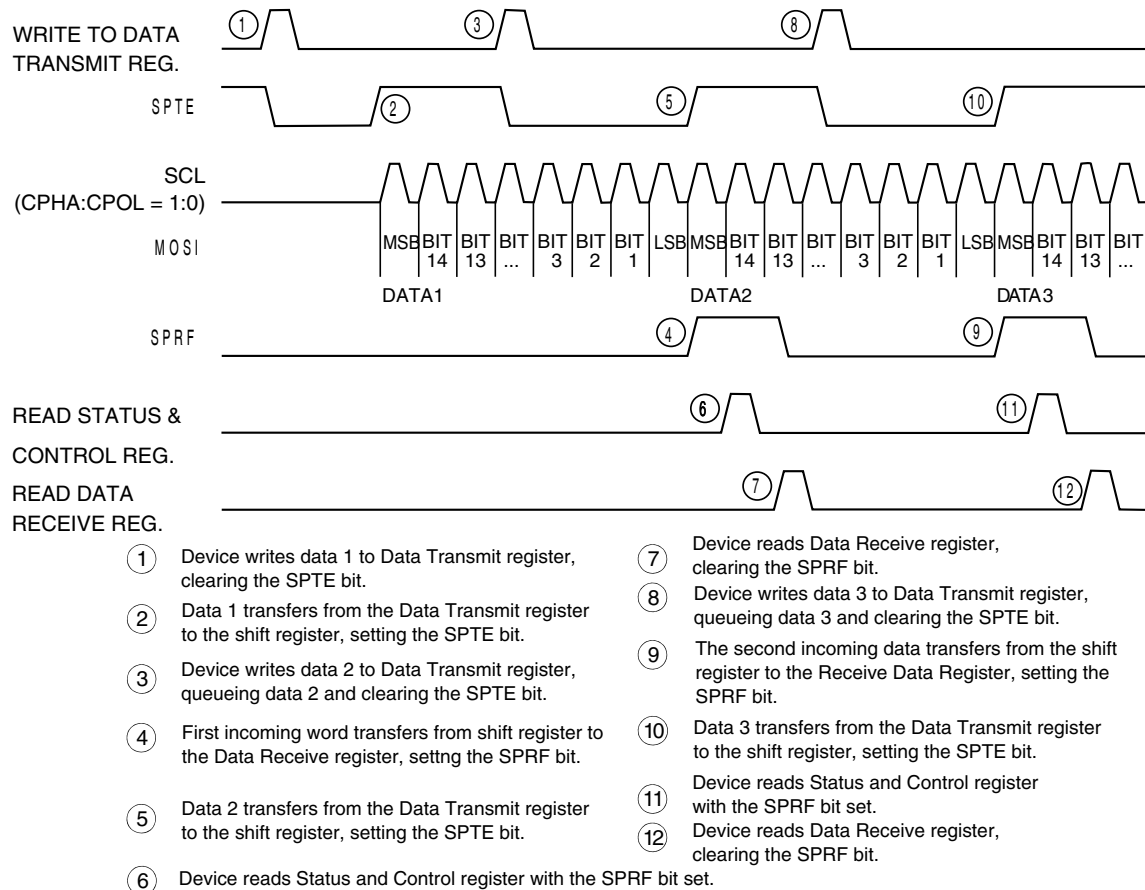 WRITE TO DATA
TRANSMIT REG.
1
3
8
SPTE
2
5
10
SCL
(CPHA:CPOL = 1:0)
MOSI
MSB BIT 14 BIT 13 BIT ... BIT 3 BIT 2 BIT 1 LSB MSB BIT 14 BIT 13 BIT ... BIT 3 BIT 2 BIT 1 LSB MSB BIT 14 BIT 13 BIT ...
DATA1 DATA2 DATA3
SPRF
4
9
READ STATUS &
CONTROL REG.
6
11
READ DATA
RECEIVE REG.
7
12
1 Device writes data 1 to Data Transmit register,
clearing the SPTE bit.
2 Data 1 transfers from the Data Transmit register
to the shift register, setting the SPTE bit.
3 Device writes data 2 to Data Transmit register,
queueing data 2 and clearing the SPTE bit.
4 First incoming word transfers from shift register to
the Data Receive register, settng the SPRF bit.
5 Data 2 transfers from the Data Transmit register
to the shift register, setting the SPTE bit.
6 Device reads Status and Control register with the SPRF bit set.
7 Device reads Data Receive register,
clearing the SPRF bit.
8 Device writes data 3 to Data Transmit register,
queueing data 3 and clearing the SPTE bit.
9 The second incoming data transfers from the shift
register to the Receive Data Register, setting the
SPRF bit.
10 Data 3 transfers from the Data Transmit register
to the shift register, setting the SPTE bit.
11 Device reads Status and Control register
with the SPRF bit set.
12 Device reads Data Receive register,
clearing the SPRF bit.